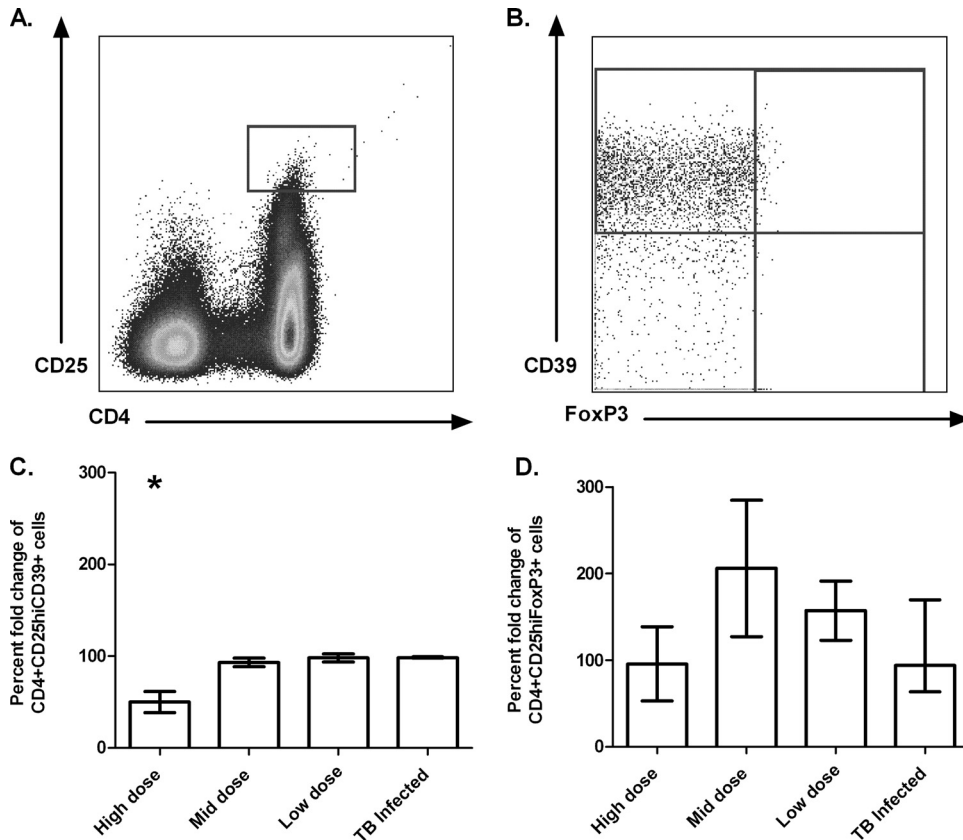 A.
CD25
CD4
B.
CD39
FoxP3
C.
Percent fold change of
CD4+CD25hiCD39+ cells
300
200
100
0
*
High dose
Mid dose
Low dose
TB Infected
D.
Percent fold change of
CD4+CD25hiFoxP3+ cells
300
200
100
0
High dose
Mid dose
Low dose
TB Infected